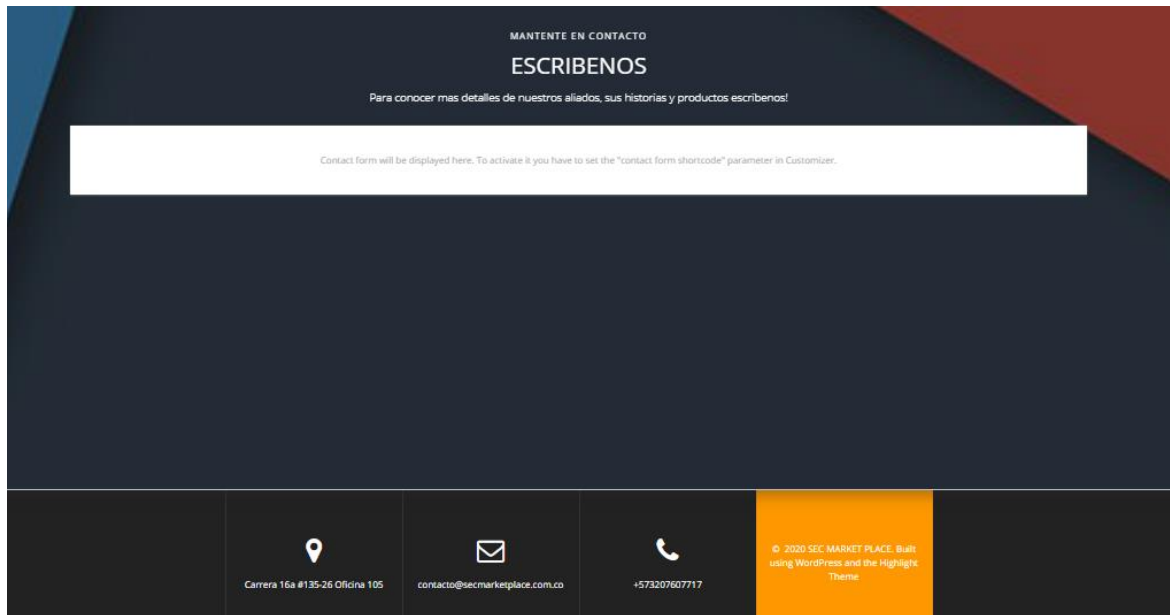 MANTENTE EN CONTACTO
ESCRIBENOS
Para conocer mas detalles de nuestros aliados, sus historias y productos escribenos!
Contact form will be displayed here. To activate it you have to set the "contact form shortcode" parameter in Customizer.
Carrera 16a #135-26 Oficina 105
contacto@secmarketplace.com.co
+573207607717
© 2020 SEC MARKET PLACE. Built
using WordPress and the Highlight
Theme